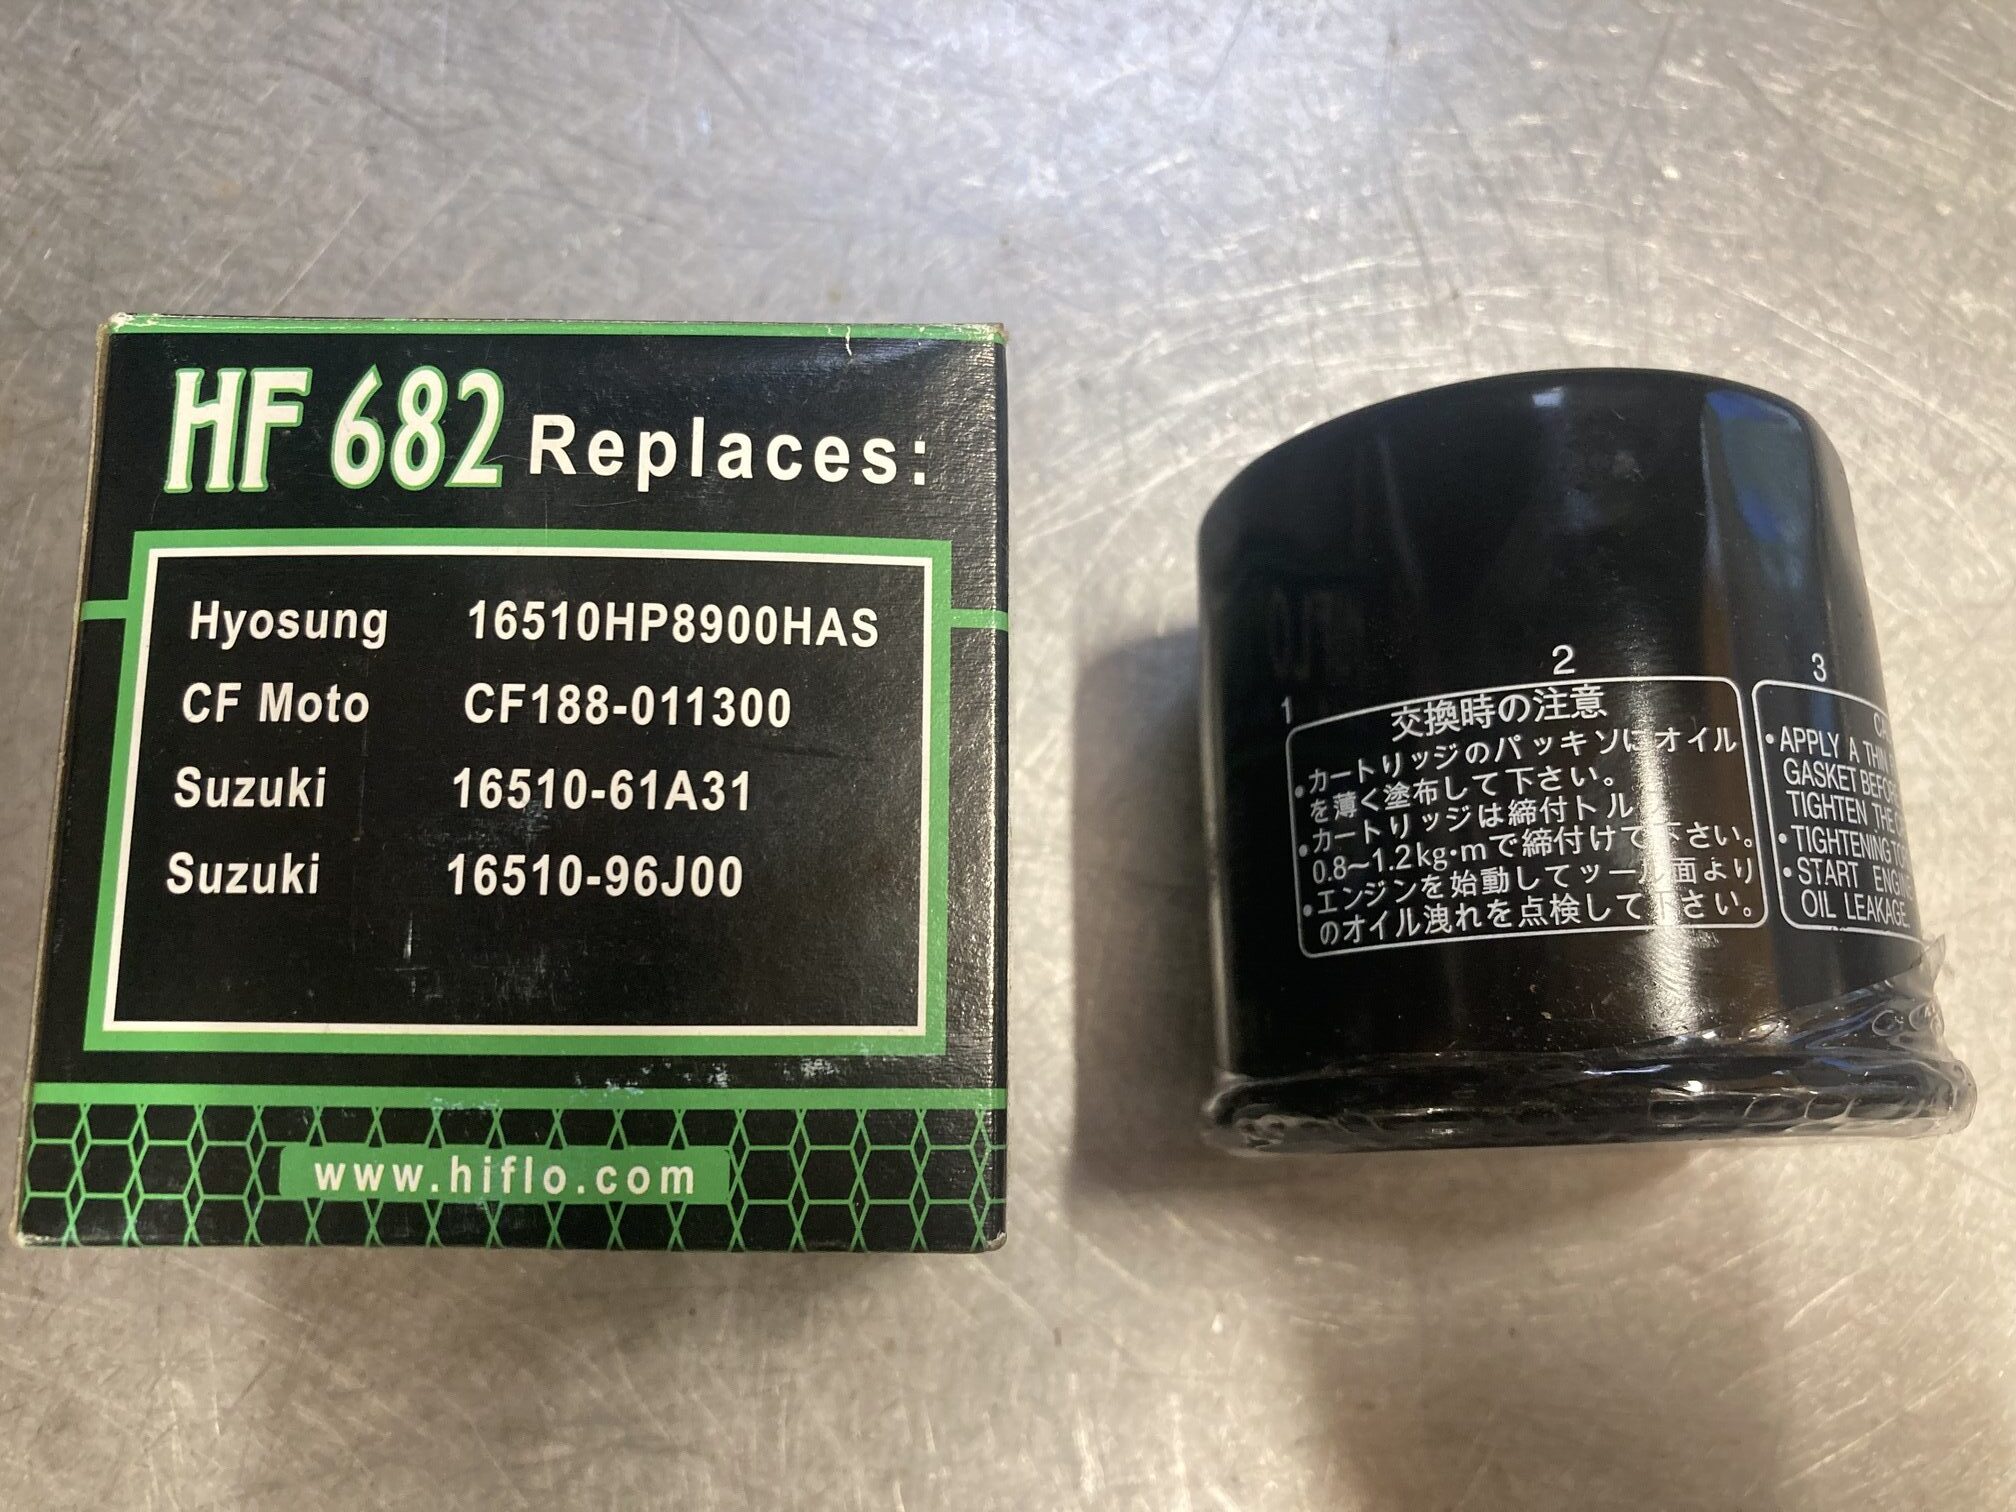 HF 682 Replaces:
Hyosung 16510HP8900HAS
CF Moto CF188-011300
Suzuki 16510-61A31
Suzuki 16510-96J00
www.hiflo.com
1
2
3
交換時の注意
・カートリッジのパッキソにオイル
を薄く塗布して下さい。
・カートリッジは締付トル
0.8~1.2kg·mで締付けて下さい。
・エンジンを始動してツール面より
のオイル洩れを点検して下さい。
• APPLY A THIN
GASKET
TIGHTEN THE
• TIGHTENING
• START ENGINE
OIL LEAKAGE.